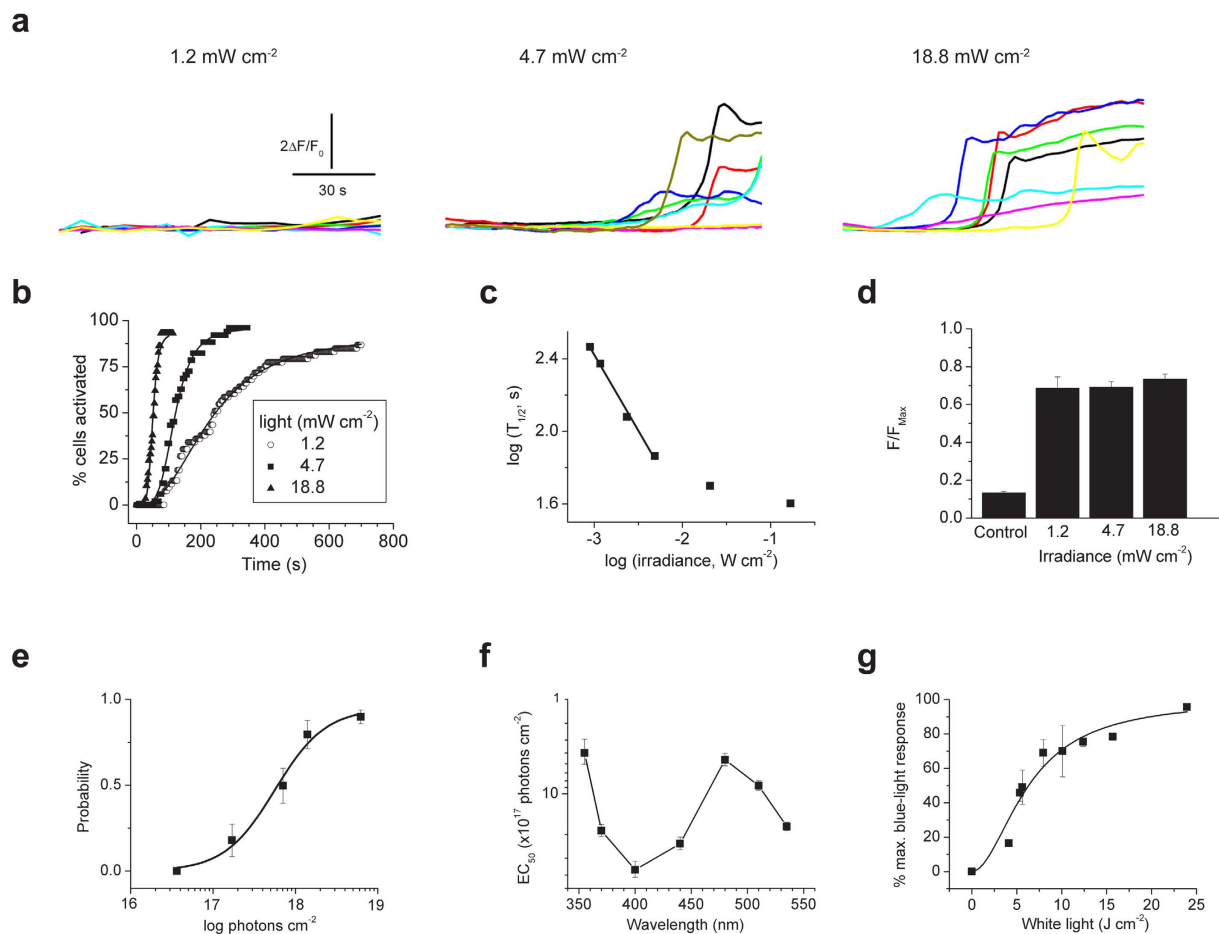 a
1.2 mW cm-2
4.7 mW cm-2
18.8 mW cm-2
2ΔF/F0
30 s
b
% cells activated
100
75
50
25
0
light (mW cm-2)
1.2
4.7
18.8
0 200 400 600 800
Time (s)
c
log (T1/2, s)
2.4
2.0
1.6
-3 -2 -1
log (irradiance, W cm-2)
d
F/FMax
1.0
0.8
0.6
0.4
0.2
0.0
Control 1.2 4.7 18.8
Irradiance (mW cm-2)
e
Probability
1.0
0.5
0.0
16 17 18 19
log photons cm-2
f
EC50 (x1017 photons cm-2)
1
10
350 400 450 500 550
Wavelength (nm)
g
% max. blue-light response
100
80
60
40
20
0
0 5 10 15 20 25
White light (J cm-2)